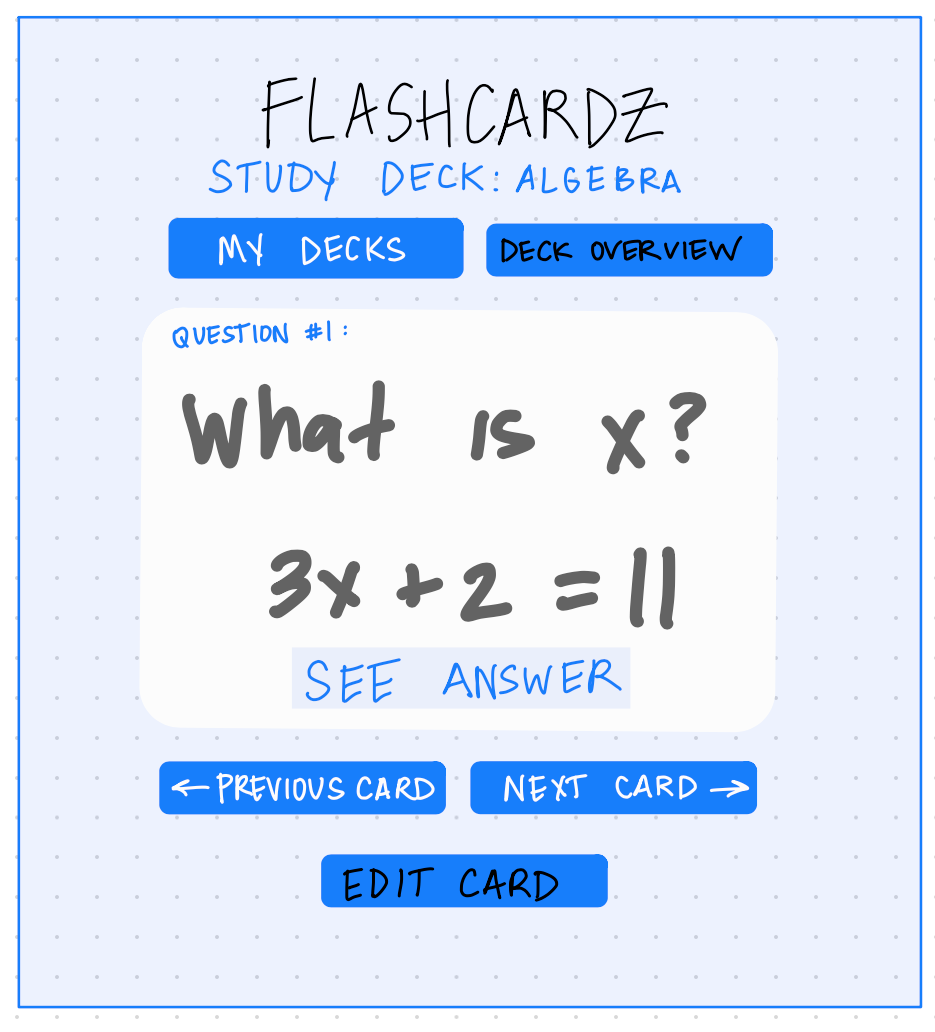 FLASHCARDZ
STUDY DECK: ALGEBRA
MY DECKS DECK OVERVIEW
QUESTION #1:
What is x?
3x + 2 = 11
SEE ANSWER
← PREVIOUS CARD NEXT CARD →
EDIT CARD